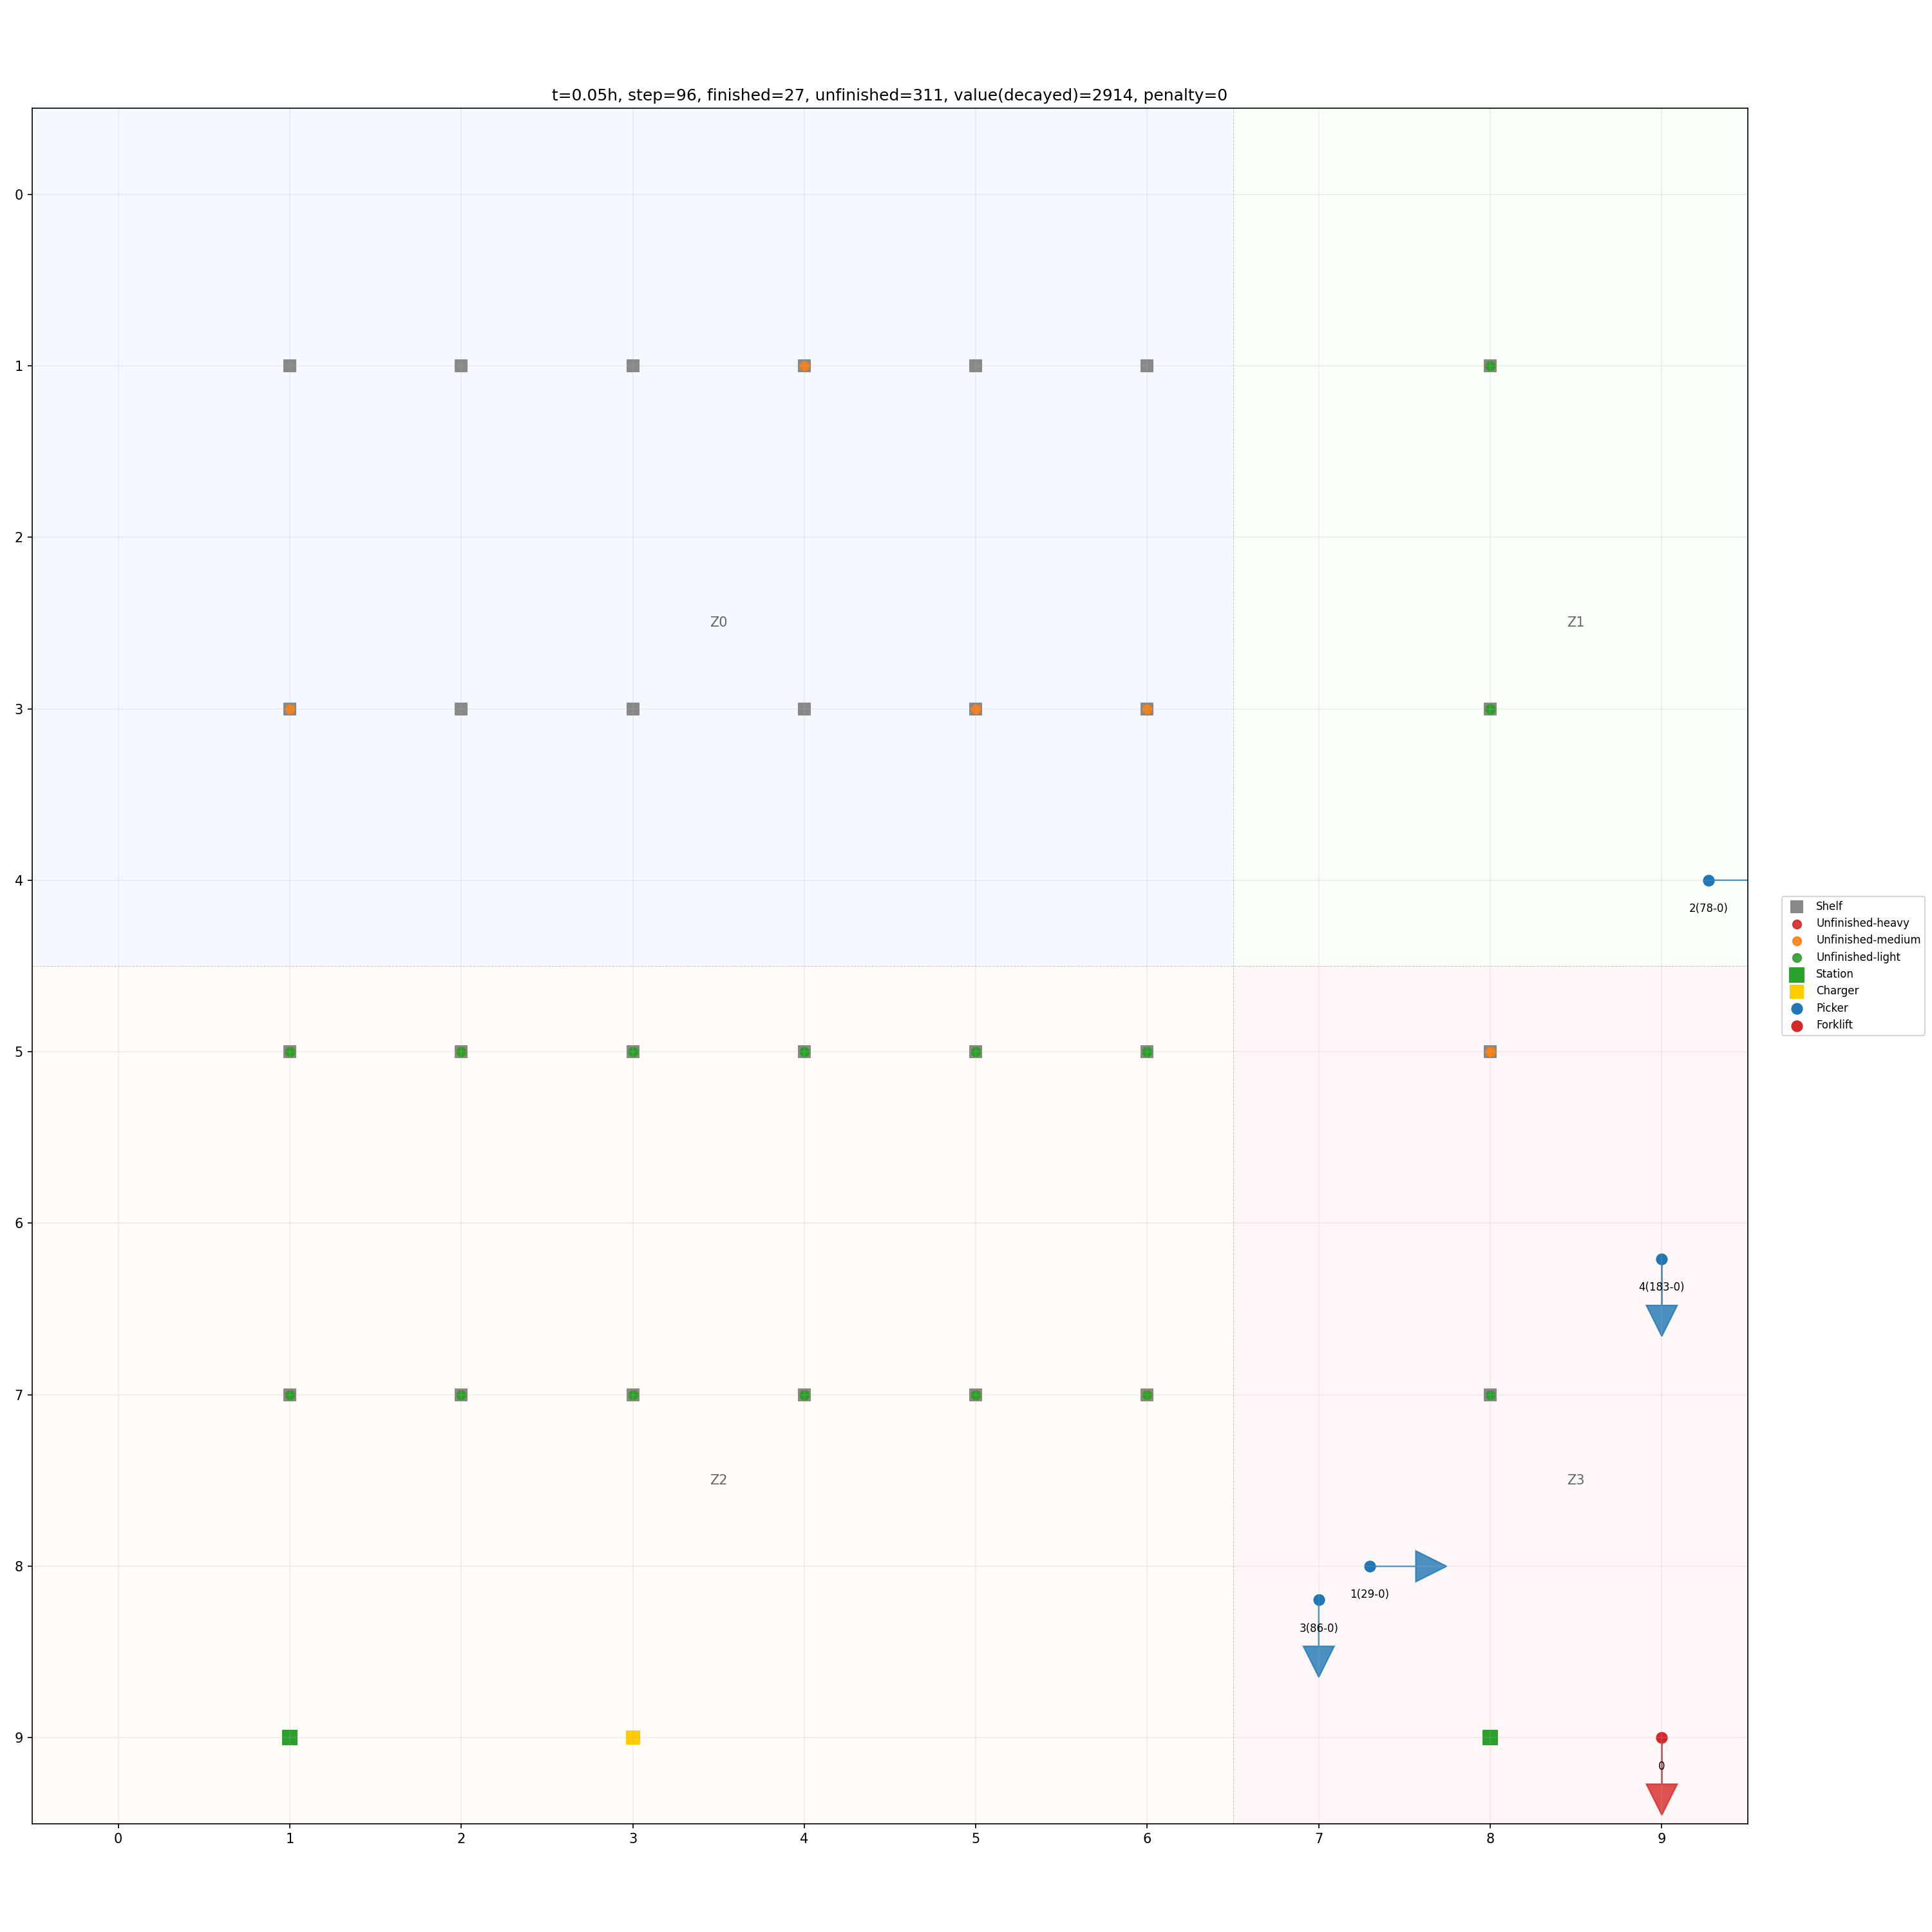 t=0.05h, step=96, finished=27, unfinished=311, value(decayed)=2914, penalty=0
0
1
2
Z0
Z1
3
4
2(78-0)
Shelf
Unfinished-heavy
Unfinished-medium
Unfinished-light
Station
Charger
Picker
Forklift
5
6
4(183-0)
7
Z2
Z3
8
1(29-0)
3(86-0)
9
0
0 1 2 3 4 5 6 7 8 9